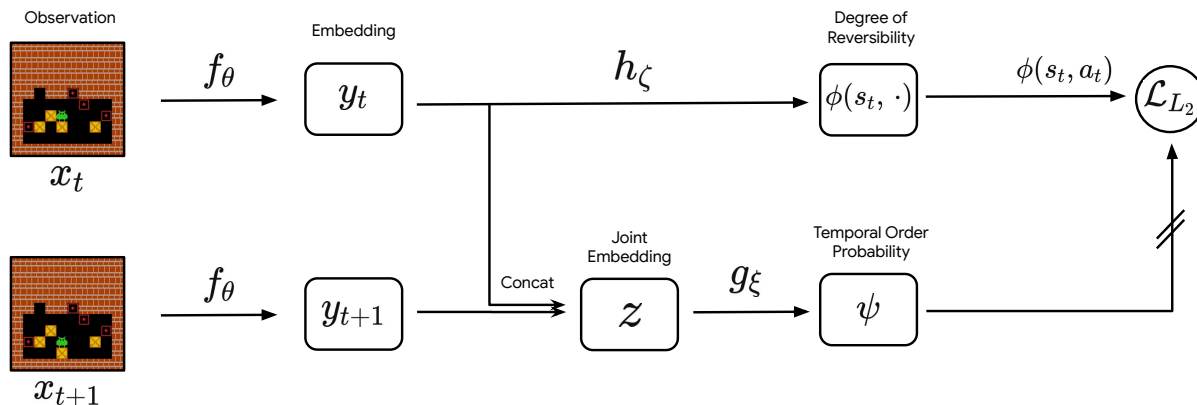 Observation
Embedding
Degree of
Reversibility
f_θ
h_ζ
ϕ(s_t, a_t)
y_t
ϕ(s_t, ·)
𝓛_{L_2}
x_t
Joint
Embedding
Temporal Order
Probability
f_θ
Concat
g_ξ
y_{t+1}
z
ψ
x_{t+1}